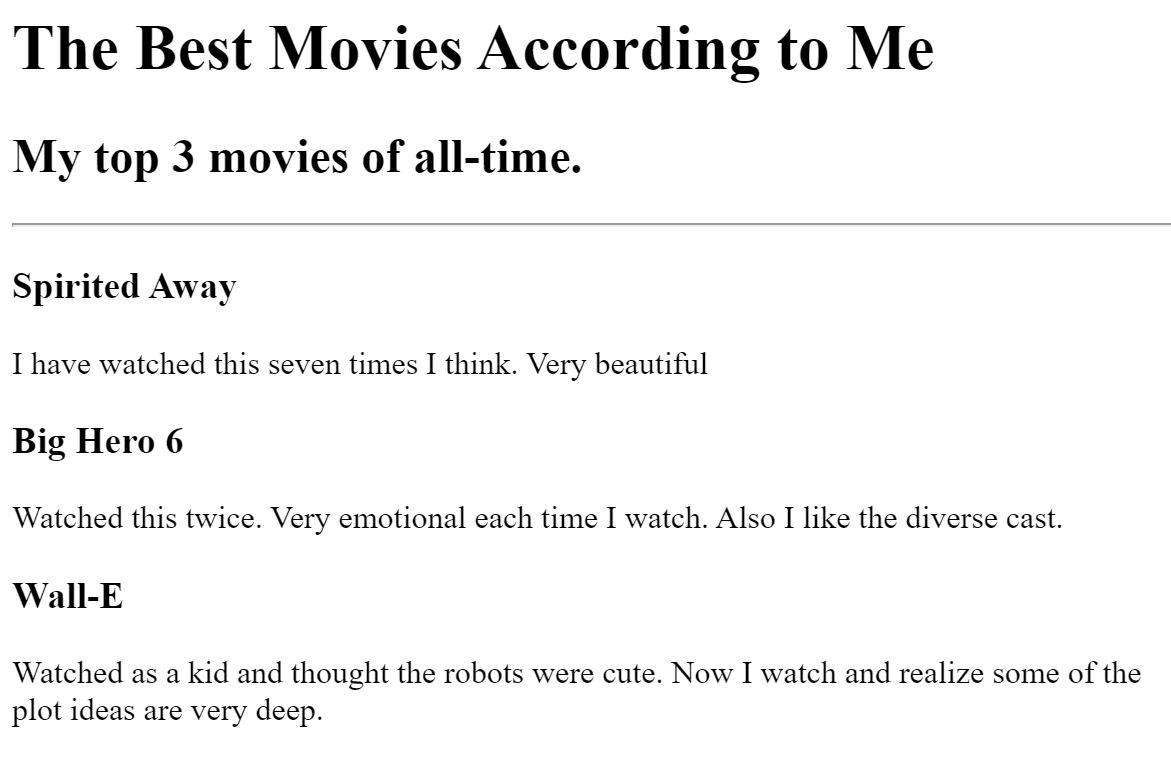 The Best Movies According to Me
My top 3 movies of all-time.
Spirited Away
I have watched this seven times I think. Very beautiful
Big Hero 6
Watched this twice. Very emotional each time I watch. Also I like the diverse cast.
Wall-E
Watched as a kid and thought the robots were cute. Now I watch and realize some of the
plot ideas are very deep.